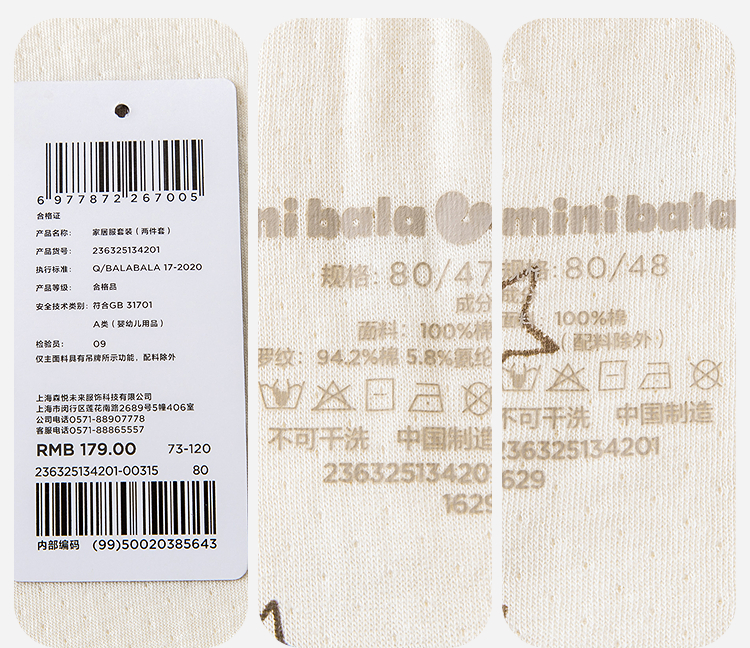 6 977872 267005
合格证
产品名称: 家居服套装(两件套)
产品货号: 236325134201
执行标准: Q/BALABALA 17-2020
产品等级: 合格品
安全技术类别: 符合GB 31701
A类(婴幼儿用品)
检验员: 09
仅主面料具有吊牌所示功能,配料除外
上海森悦未来服饰科技有限公司
上海市闵行区莲花南路2689号5幢406室
公司电话0571-88907778
客服电话0571-88865557
RMB 179.00 73-120
236325134201-00315 80
内部编码 (99)50020385643
ni bala
规格: 80/47
成分
面料: 100%棉
罗纹: 94.2%棉 5.8%氨纶
不可干洗 中国制造
23632513420
1629
mini bala
规格: 80/48
成分
面料: 100%棉
(配料除外)
不可干洗 中国制造
236325134201
629